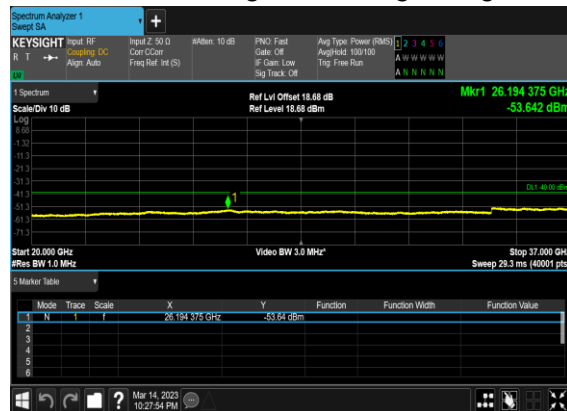 Spectrum Analyzer 1
Swept SA
KEYSIGHT Input: RF Input Z: 50 Ω #Atten: 10 dB PNO: Fast Avg Type: Power (RMS) 1 2 3 4 5 6
R T Coupling: DC Corr CCorr Gate: Off Avg|Hold: 100/100 A W W W W W
Align: Auto Freq Ref: Int (S) IF Gain: Low Trig: Free Run
Sig Track: Off A N N N N N
1 Spectrum Ref Lvl Offset 18.68 dB Mkr1 26.194 375 GHz
Scale/Div 10 dB Ref Level 18.68 dBm -53.642 dBm
Log
8.68
-1.32
-11.3
-21.3
-31.3
-41.3 DL1 -40.00 dBm
1
-51.3
-61.3
-71.3
Start 20.000 GHz Video BW 3.0 MHz* Stop 37.000 GHz
#Res BW 1.0 MHz Sweep 29.3 ms (40001 pts)
5 Marker Table
Mode Trace Scale X Y Function Function Width Function Value
1 N 1 f 26.194 375 GHz -53.64 dBm
2
3
4
5
6
? Mar 14, 2023
10:27:54 PM